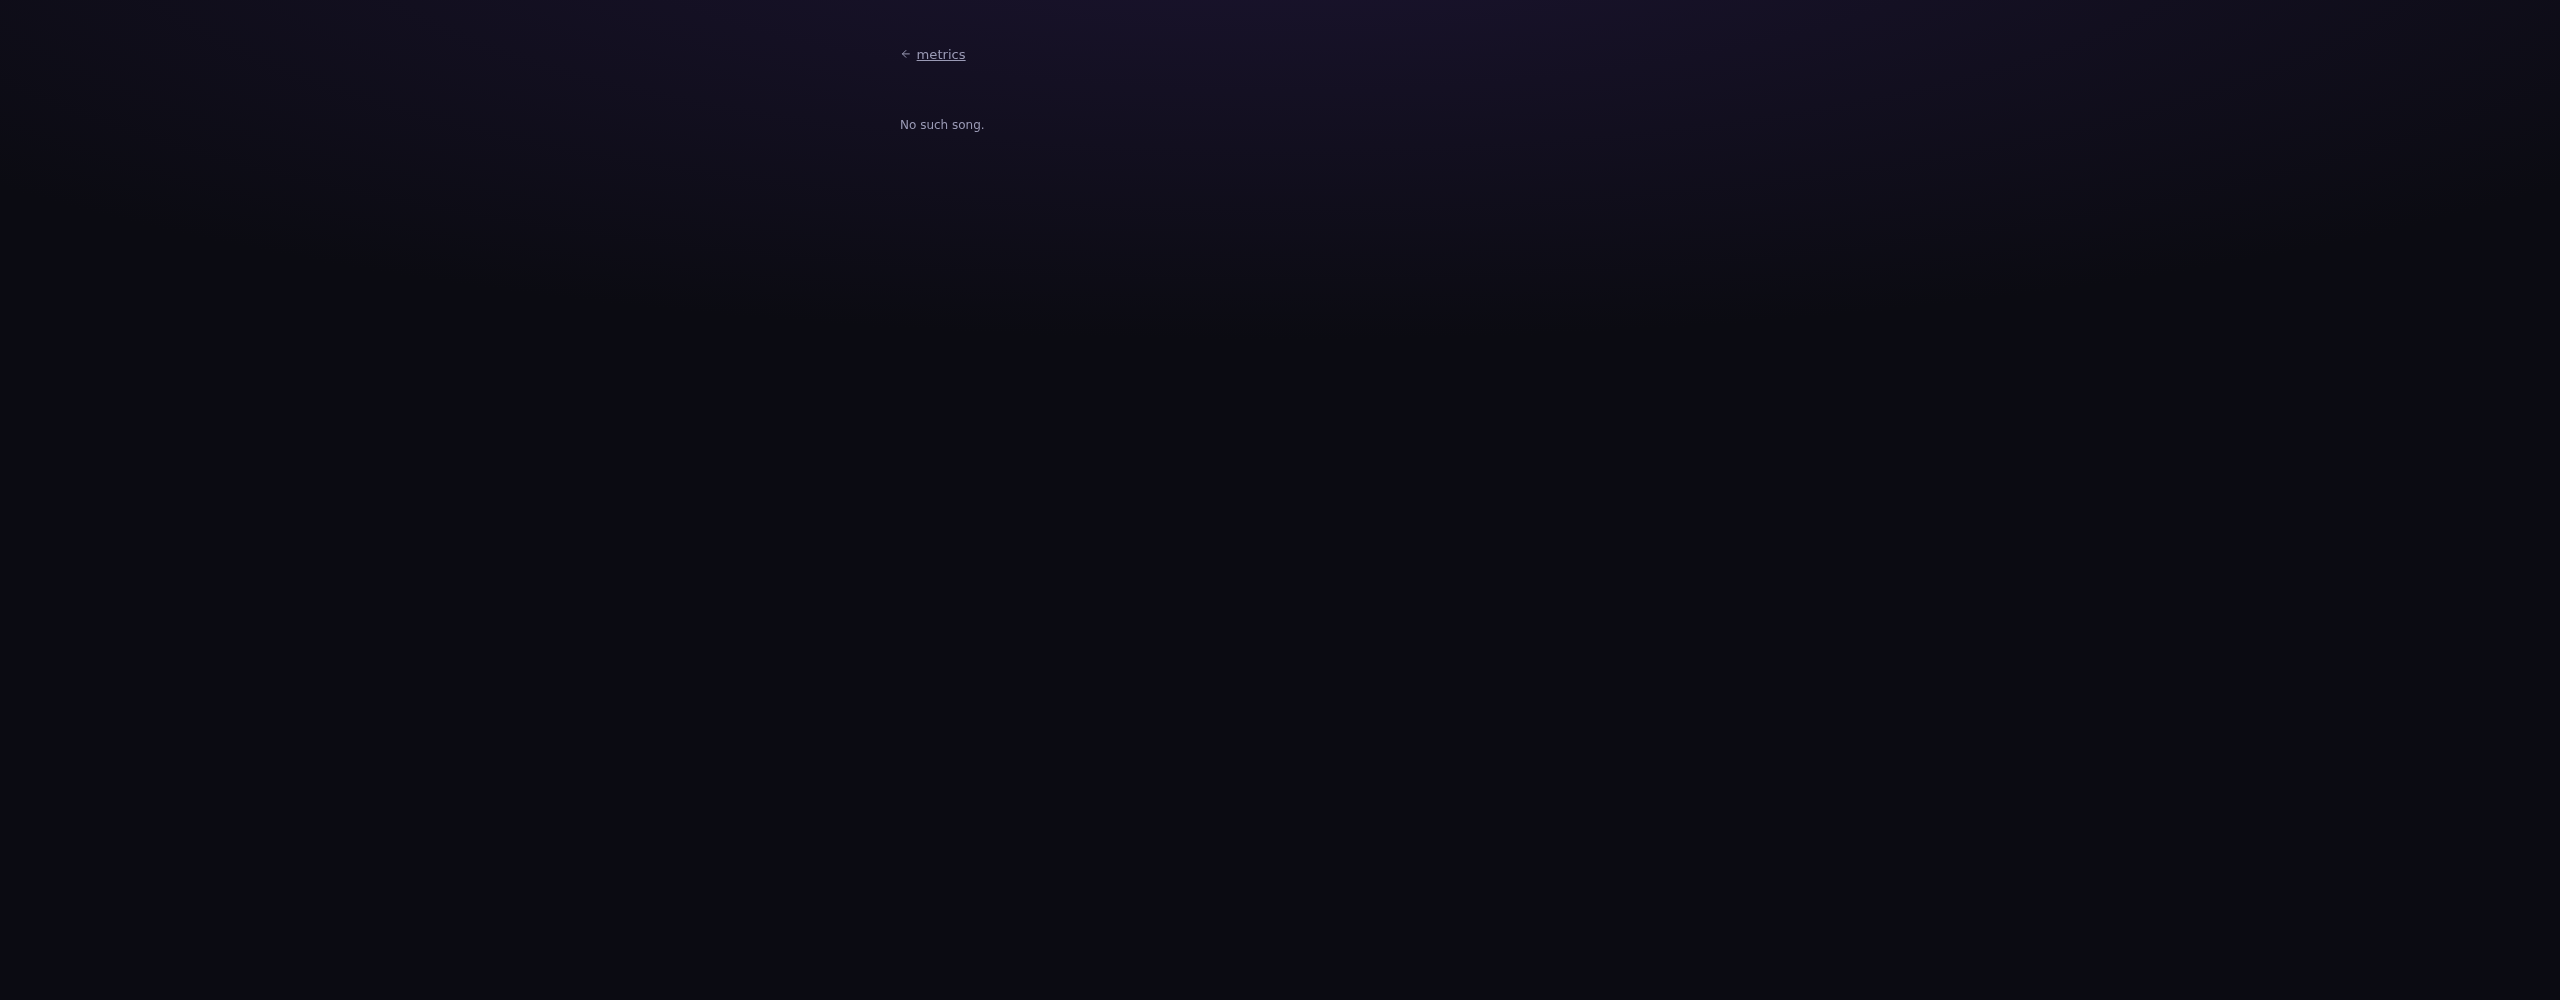 ← metrics
No such song.